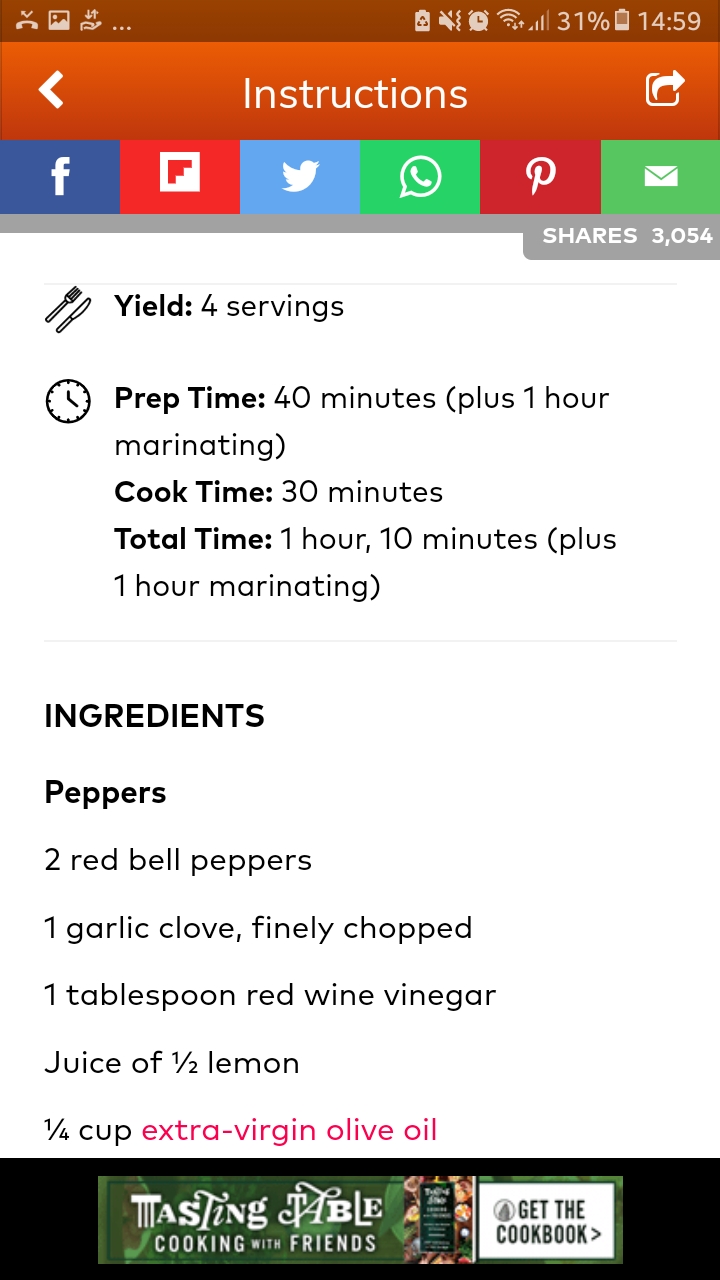 ... 31% 14:59
Instructions
SHARES 3,054
Yield: 4 servings
Prep Time: 40 minutes (plus 1 hour
marinating)
Cook Time: 30 minutes
Total Time: 1 hour, 10 minutes (plus
1 hour marinating)
INGREDIENTS
Peppers
2 red bell peppers
1 garlic clove, finely chopped
1 tablespoon red wine vinegar
Juice of ½ lemon
¼ cup extra-virgin olive oil
TASTING TABLE
COOKING WITH FRIENDS
GET THE
COOKBOOK >